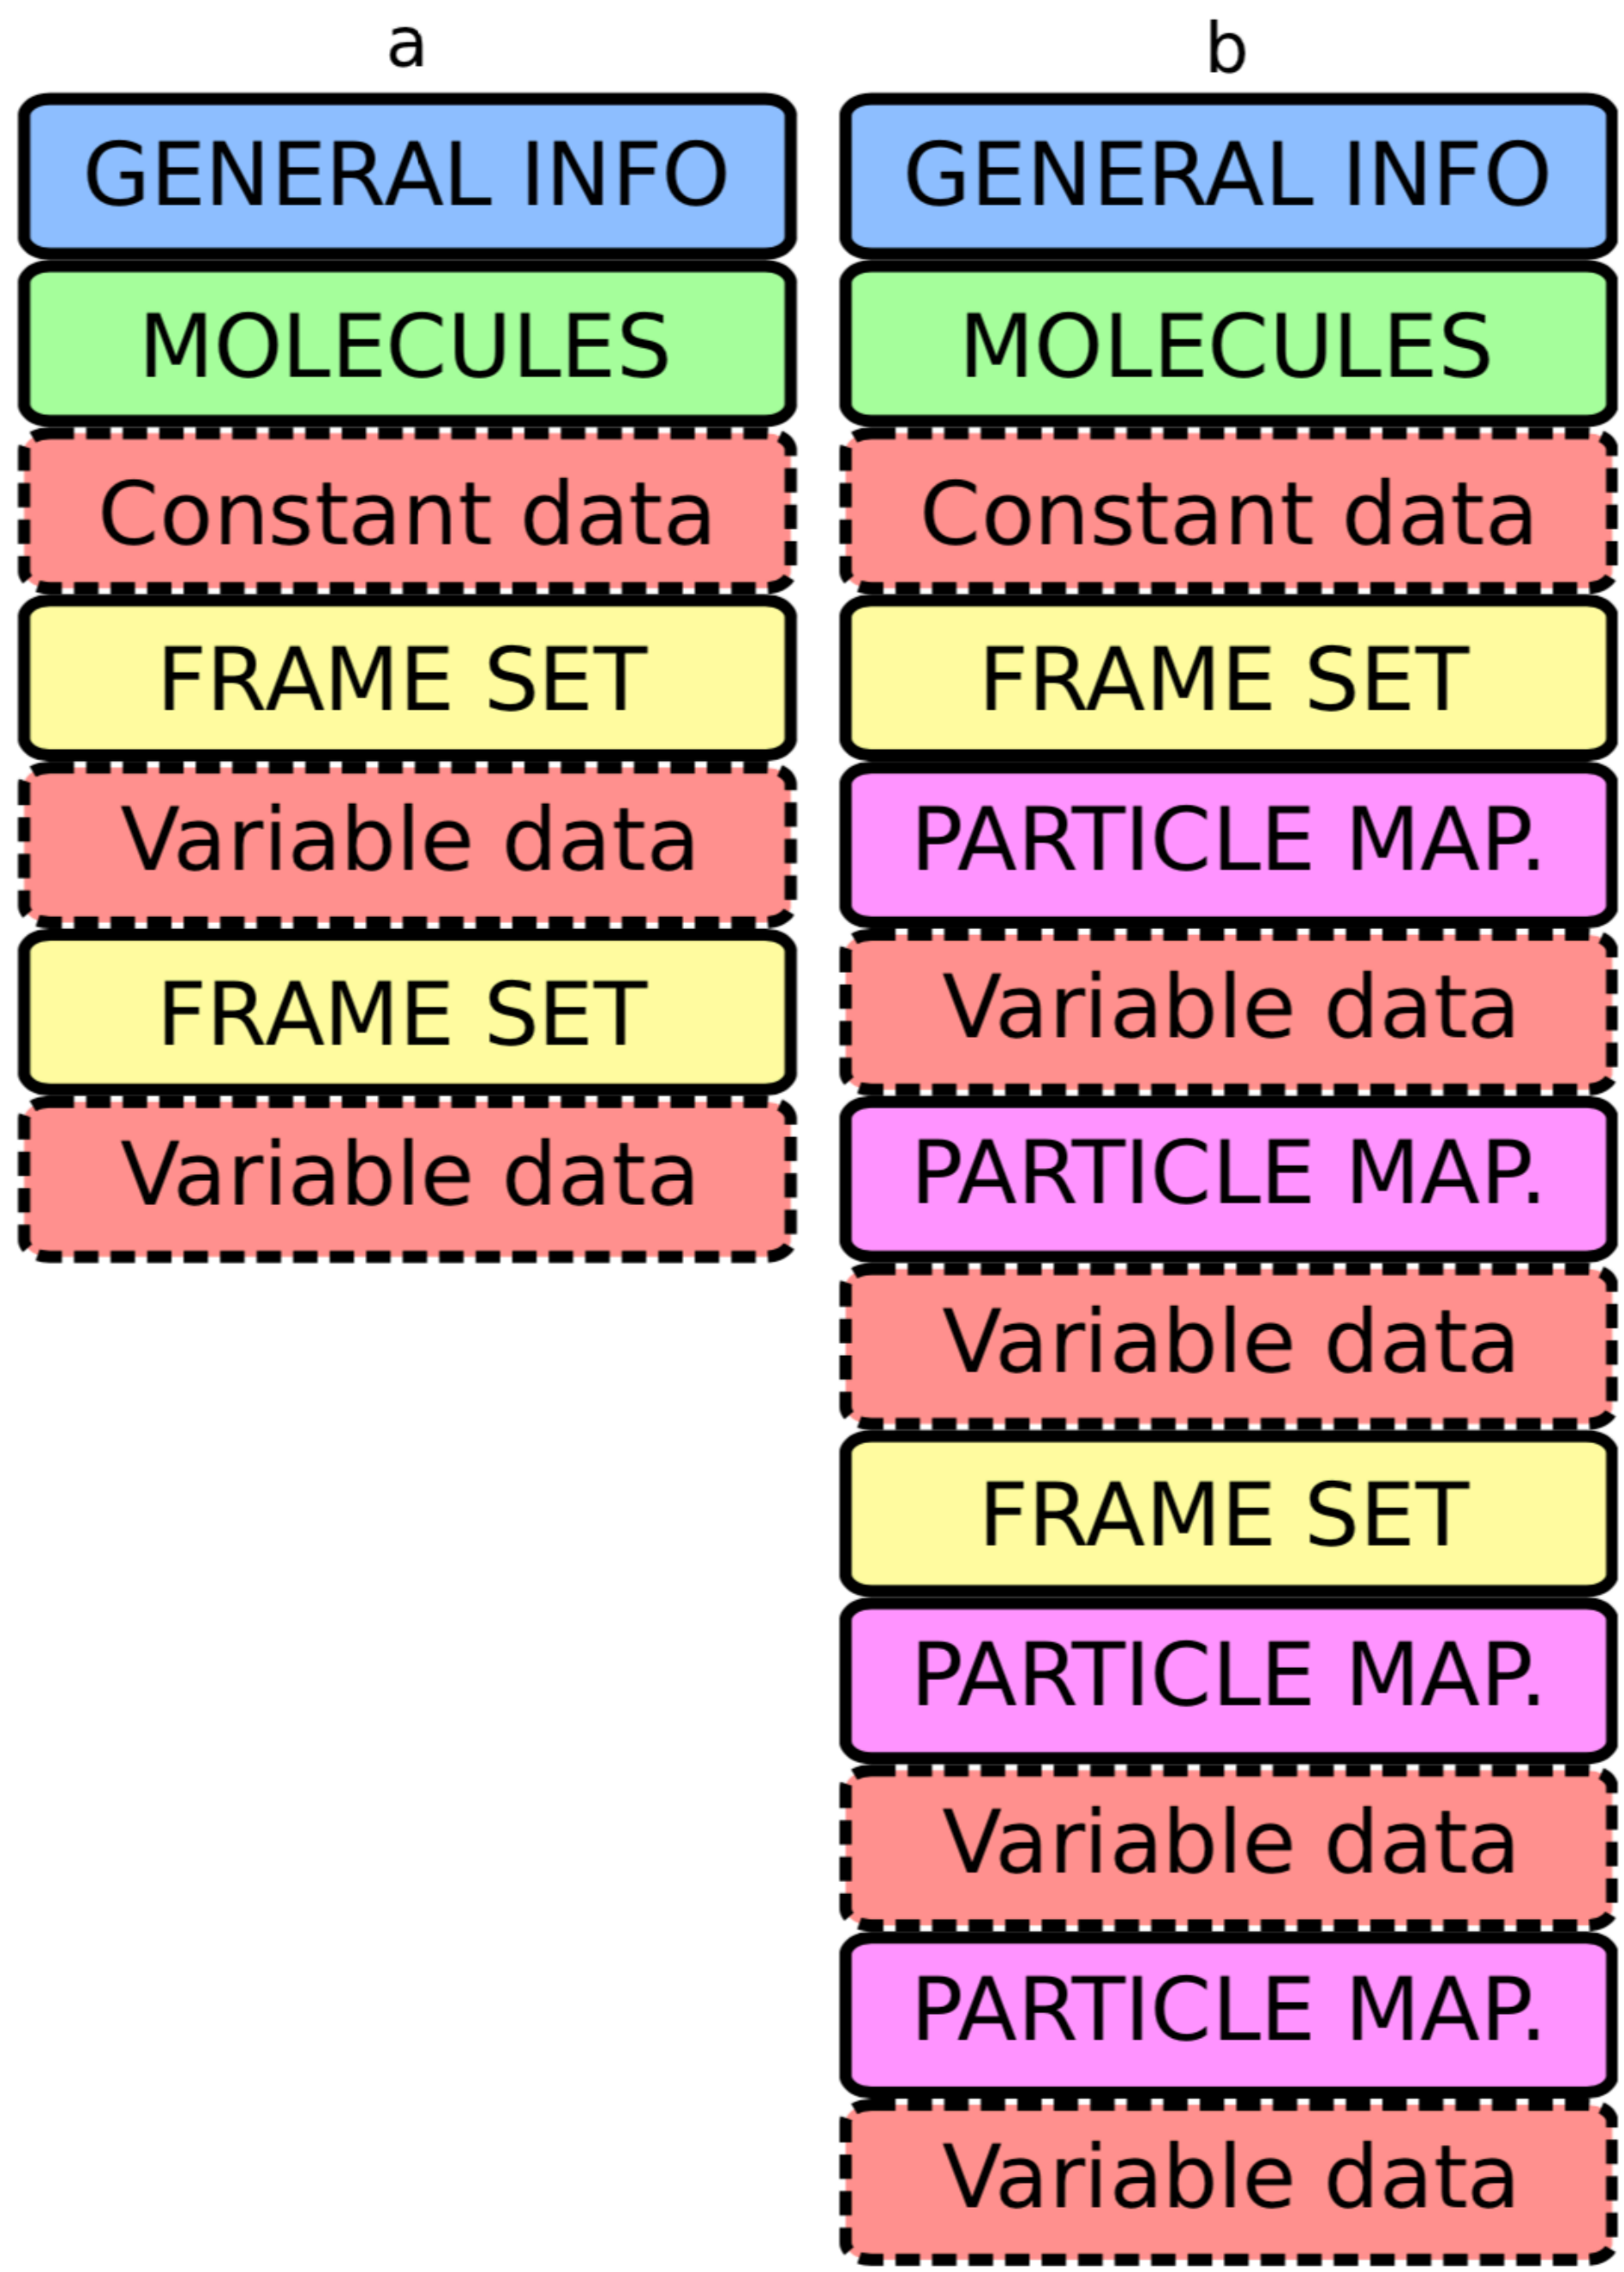 a
GENERAL INFO
MOLECULES
Constant data
FRAME SET
Variable data
FRAME SET
Variable data
b
GENERAL INFO
MOLECULES
Constant data
FRAME SET
PARTICLE MAP.
Variable data
PARTICLE MAP.
Variable data
FRAME SET
PARTICLE MAP.
Variable data
PARTICLE MAP.
Variable data